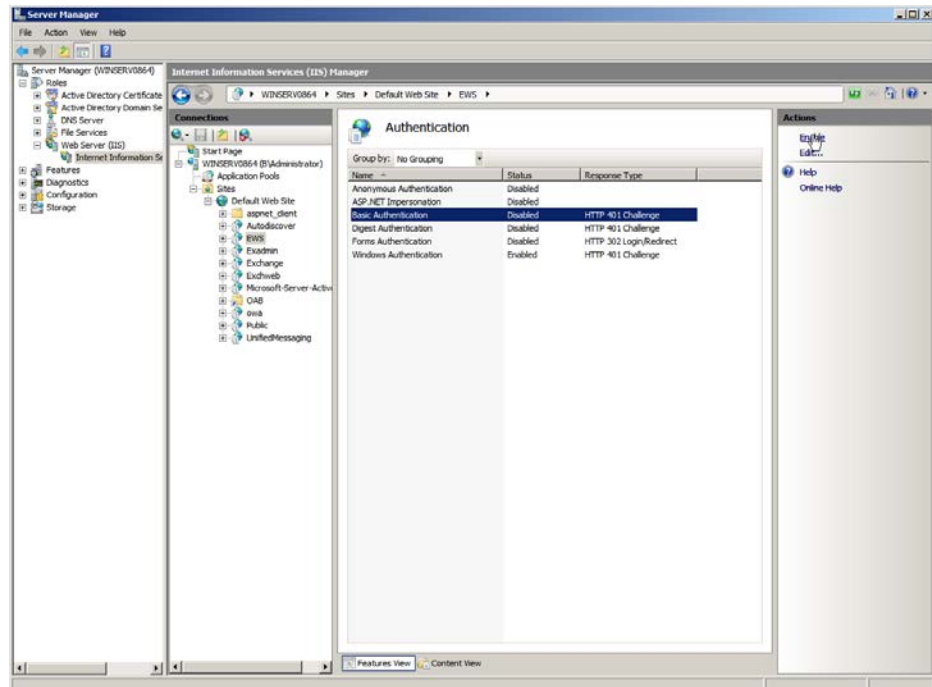 Server Manager
File Action View Help
Server Manager (WINSERV0864)
Roles
Active Directory Certificate
Active Directory Domain Se
DNS Server
File Services
Web Server (IIS)
Internet Information Se
Features
Diagnostics
Configuration
Storage
Internet Information Services (IIS) Manager
WINSERV0864 Sites Default Web Site EWS
Connections
Start Page
WINSERV0864 (B\Administrator)
Application Pools
Sites
Default Web Site
aspnet_client
Autodiscover
EWS
Exadmin
Exchange
Exchweb
Microsoft-Server-Activ
OAB
owa
Public
UnifiedMessaging
Authentication
Group by: No Grouping
Name Status Response Type
Anonymous Authentication Disabled
ASP.NET Impersonation Disabled
Basic Authentication Disabled HTTP 401 Challenge
Digest Authentication Disabled HTTP 401 Challenge
Forms Authentication Disabled HTTP 302 Login/Redirect
Windows Authentication Enabled HTTP 401 Challenge
Features View Content View
Actions
Enable
Edit...
Help
Online Help